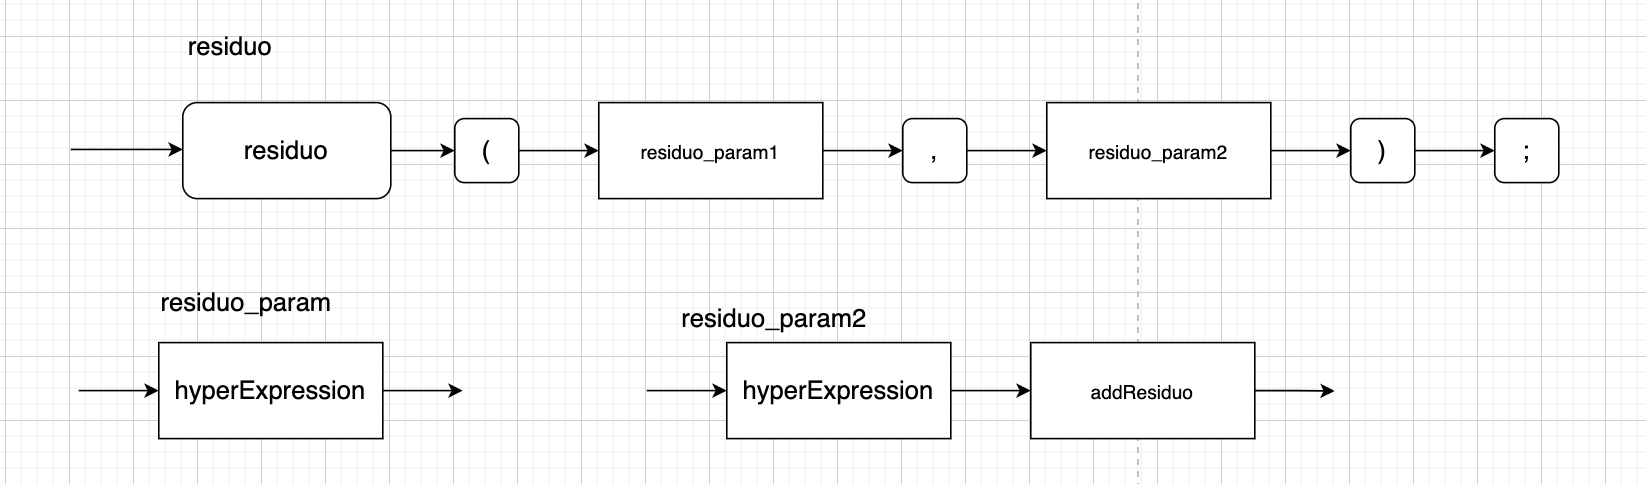 residuo
residuo ( residuo_param1 , residuo_param2 ) ;
residuo_param
residuo_param2
hyperExpression
hyperExpression
addResiduo